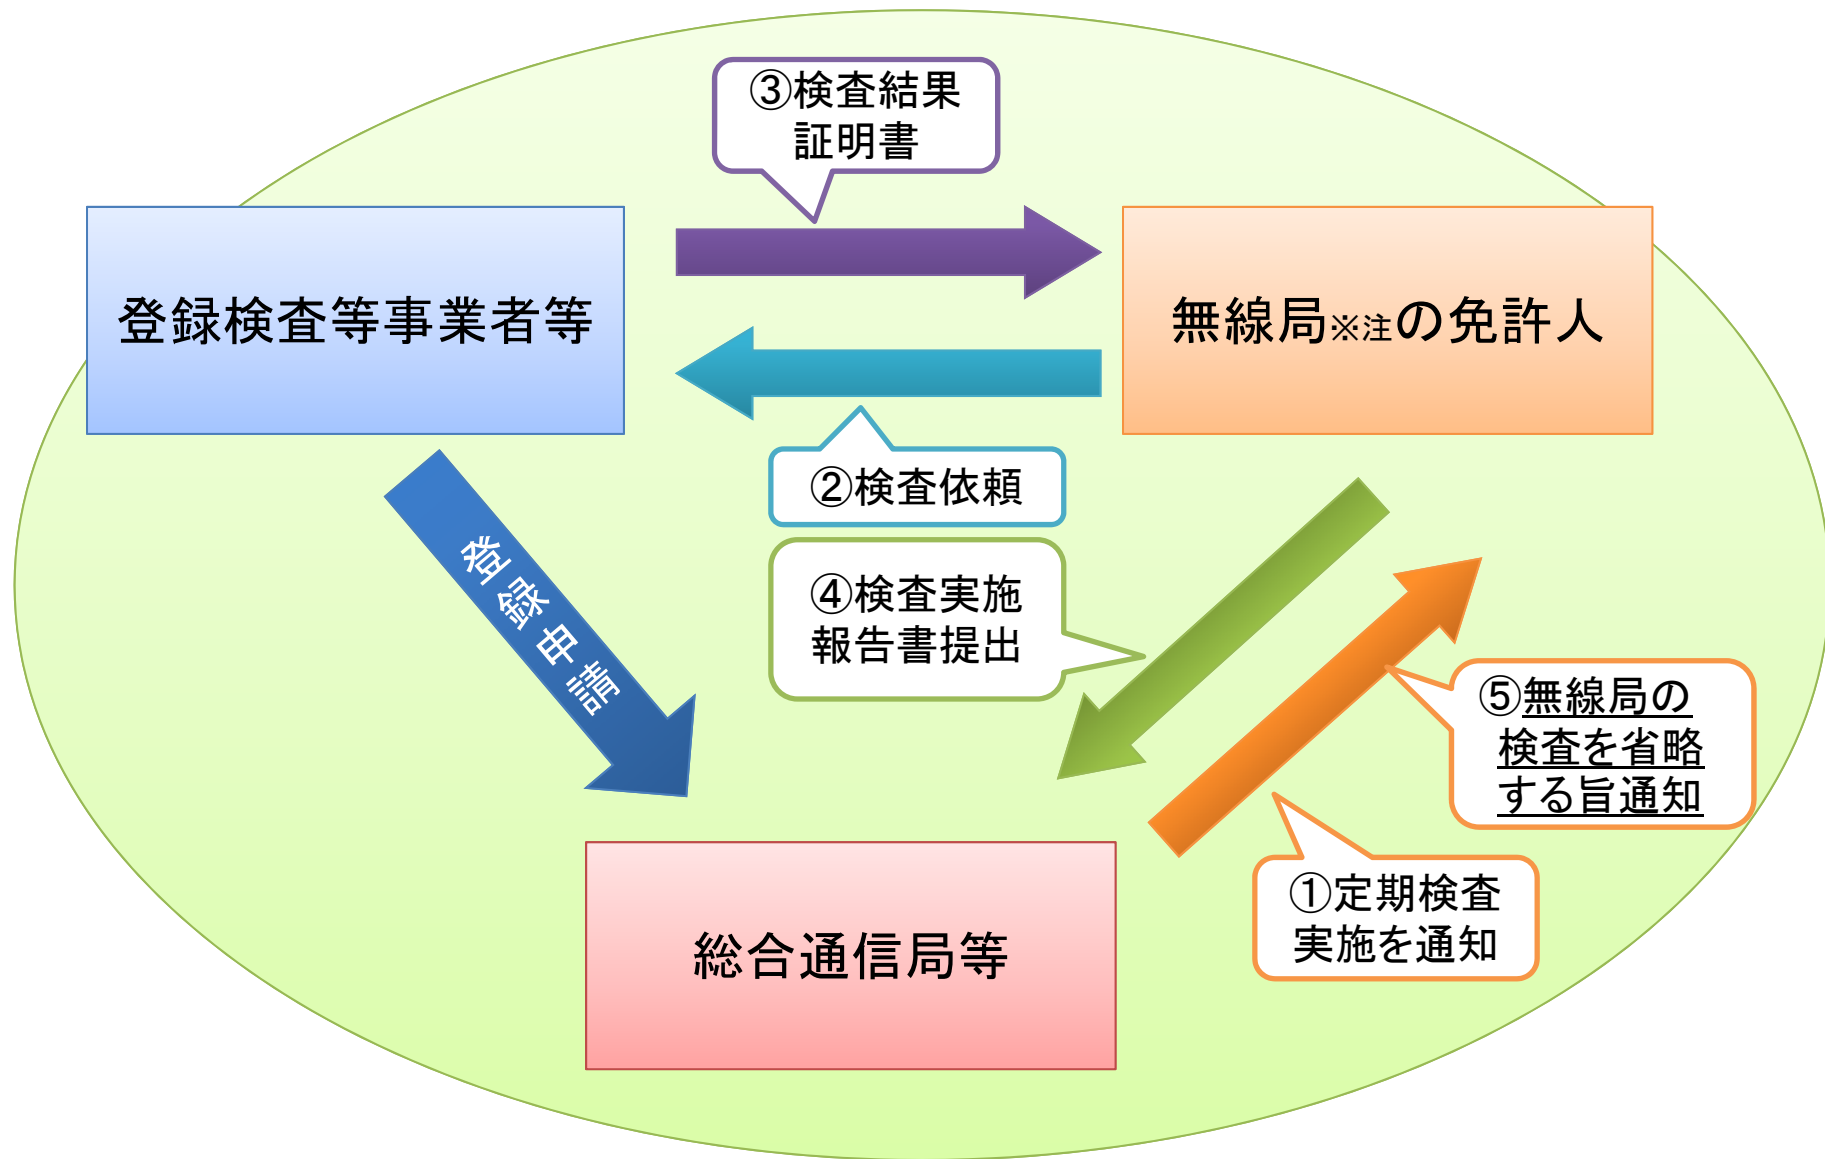 ③検査結果
証明書
登録検査等事業者等
無線局※注の免許人
②検査依頼
登録申請
④検査実施
報告書提出
⑤無線局の
検査を省略
する旨通知
①定期検査
実施を通知
総合通信局等